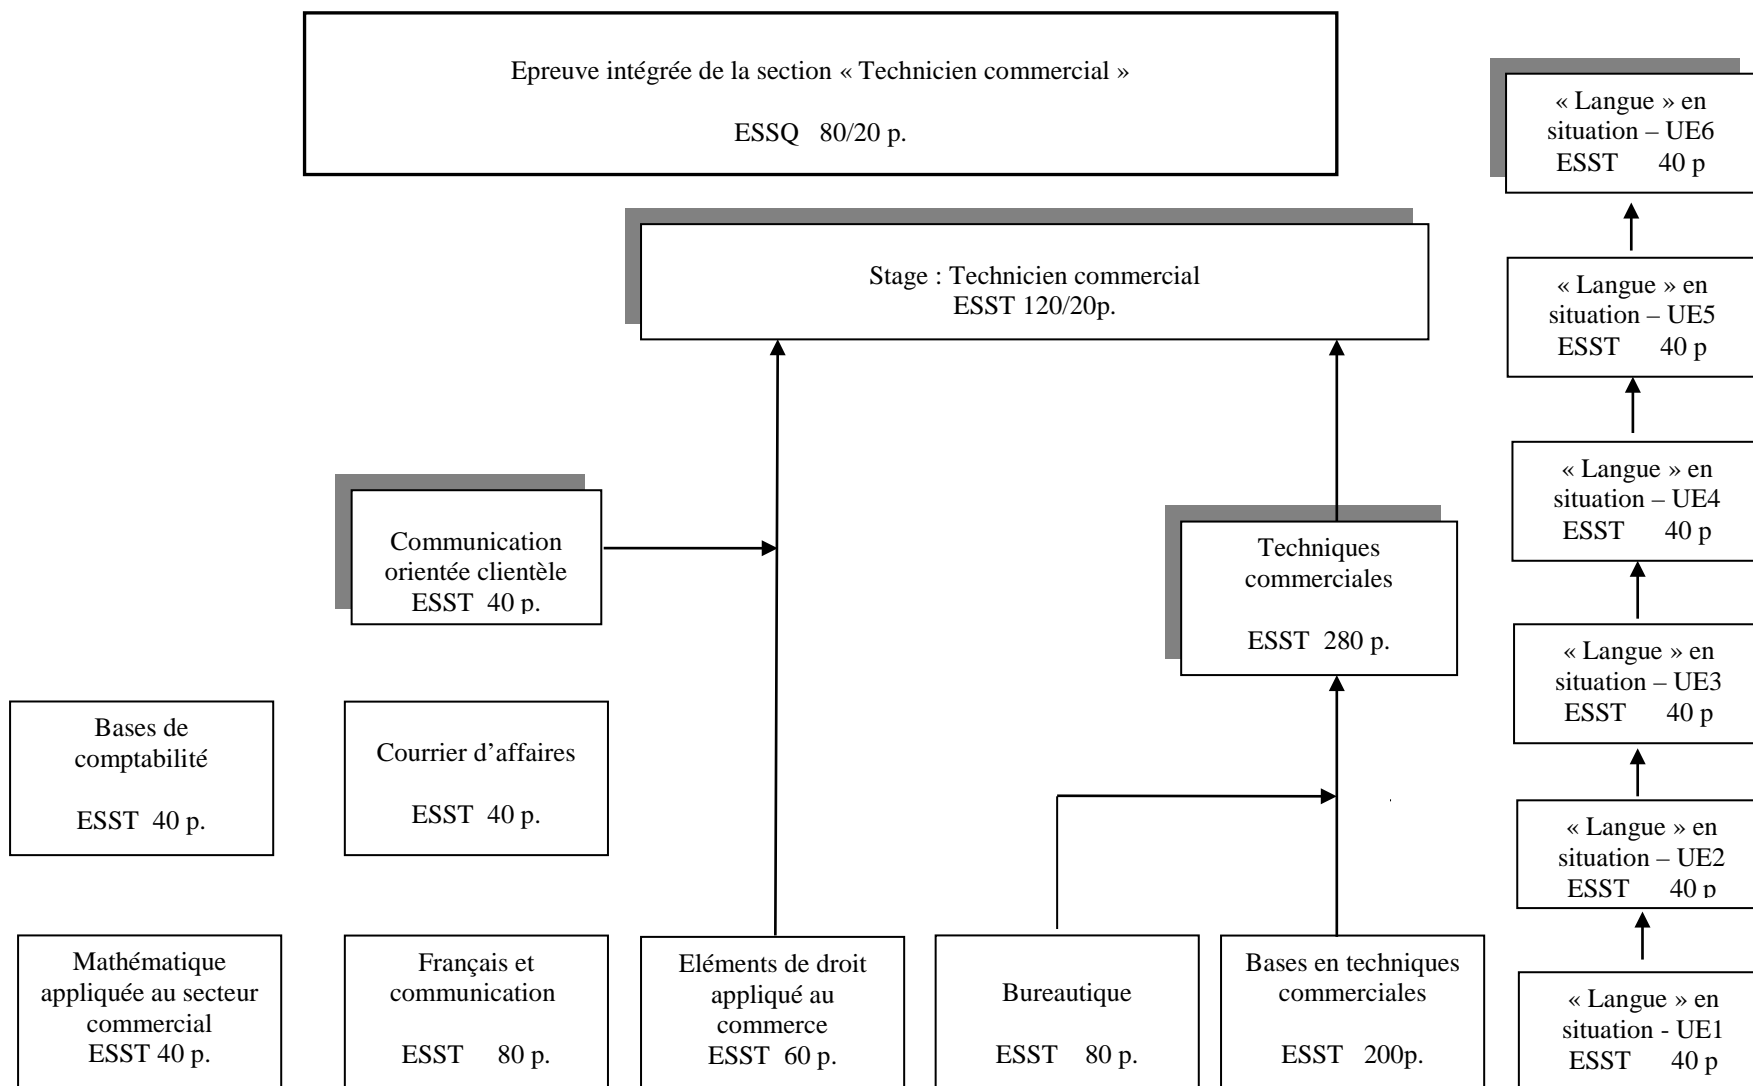 Epreuve intégrée de la section « Technicien commercial »
ESSQ 80/20 p.
« Langue » en
situation – UE6
ESST 40 p
Stage : Technicien commercial
ESST 120/20p.
« Langue » en
situation – UE5
ESST 40 p
« Langue » en
situation – UE4
ESST 40 p
Communication
orientée clientèle
ESST 40 p.
Techniques
commerciales
ESST 280 p.
« Langue » en
situation – UE3
ESST 40 p
Bases de
comptabilité
ESST 40 p.
Courrier d’affaires
ESST 40 p.
« Langue » en
situation – UE2
ESST 40 p
Mathématique
appliquée au secteur
commercial
ESST 40 p.
Français et
communication
ESST 80 p.
Eléments de droit
appliqué au
commerce
ESST 60 p.
Bureautique
ESST 80 p.
Bases en techniques
commerciales
ESST 200p.
« Langue » en
situation - UE1
ESST 40 p